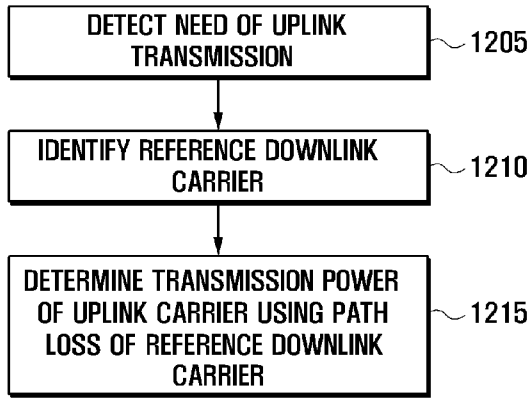 DETECT NEED OF UPLINK
TRANSMISSION
1205
IDENTIFY REFERENCE DOWNLINK
CARRIER
1210
DETERMINE TRANSMISSION POWER
OF UPLINK CARRIER USING PATH
LOSS OF REFERENCE DOWNLINK
CARRIER
1215